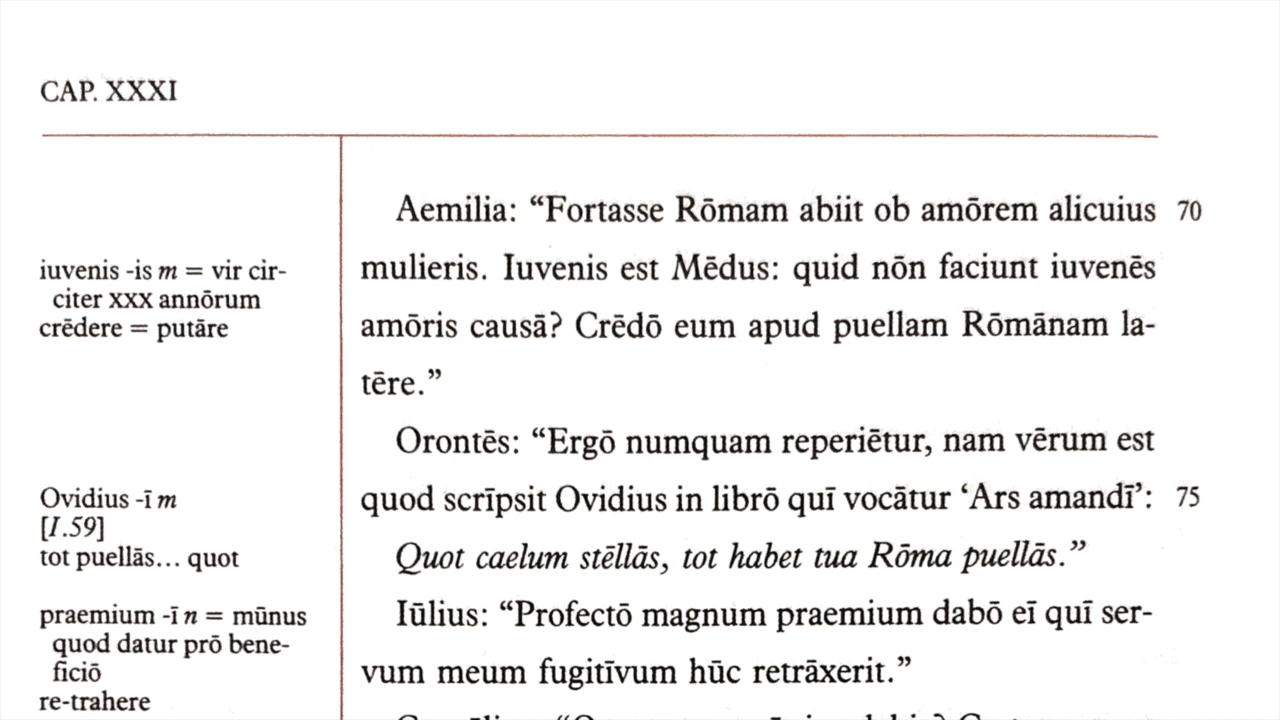 CAP. XXXI
Aemilia: “Fortasse Rōmam abiit ob amōrem alicuius 70
iuvenis -is m = vir cir-
citer XXX annōrum
crēdere = putāre
mulieris. Iuvenis est Mēdus: quid nōn faciunt iuvenēs
amōris causā? Crēdō eum apud puellam Rōmānam la-
tēre.”
Orontēs: “Ergō numquam reperiētur, nam vērum est
Ovidius -ī m
[I.59]
tot puellās... quot
quod scrīpsit Ovidius in librō quī vocātur ‘Ars amandī’: 75
Quot caelum stēllās, tot habet tua Rōma puellās.”
praemium -ī n = mūnus
quod datur prō bene-
ficiō
re-trahere
Iūlius: “Profectō magnum praemium dabō eī quī ser-
vum meum fugitīvum hūc retrāxerit.”